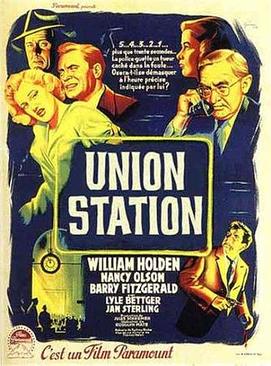 Paramount présente
5...4...3...2...1...
plus que trente secondes...
La police guette un tueur
caché dans la foule...
Osera-t-il se démasquer
à l'heure précise
indiquée par lui?
UNION
STATION
WILLIAM HOLDEN
NANCY OLSON
BARRY FITZGERALD
LYLE BETTGER
JAN STERLING
RUDOLPH MATÉ
C'est un Film Paramount